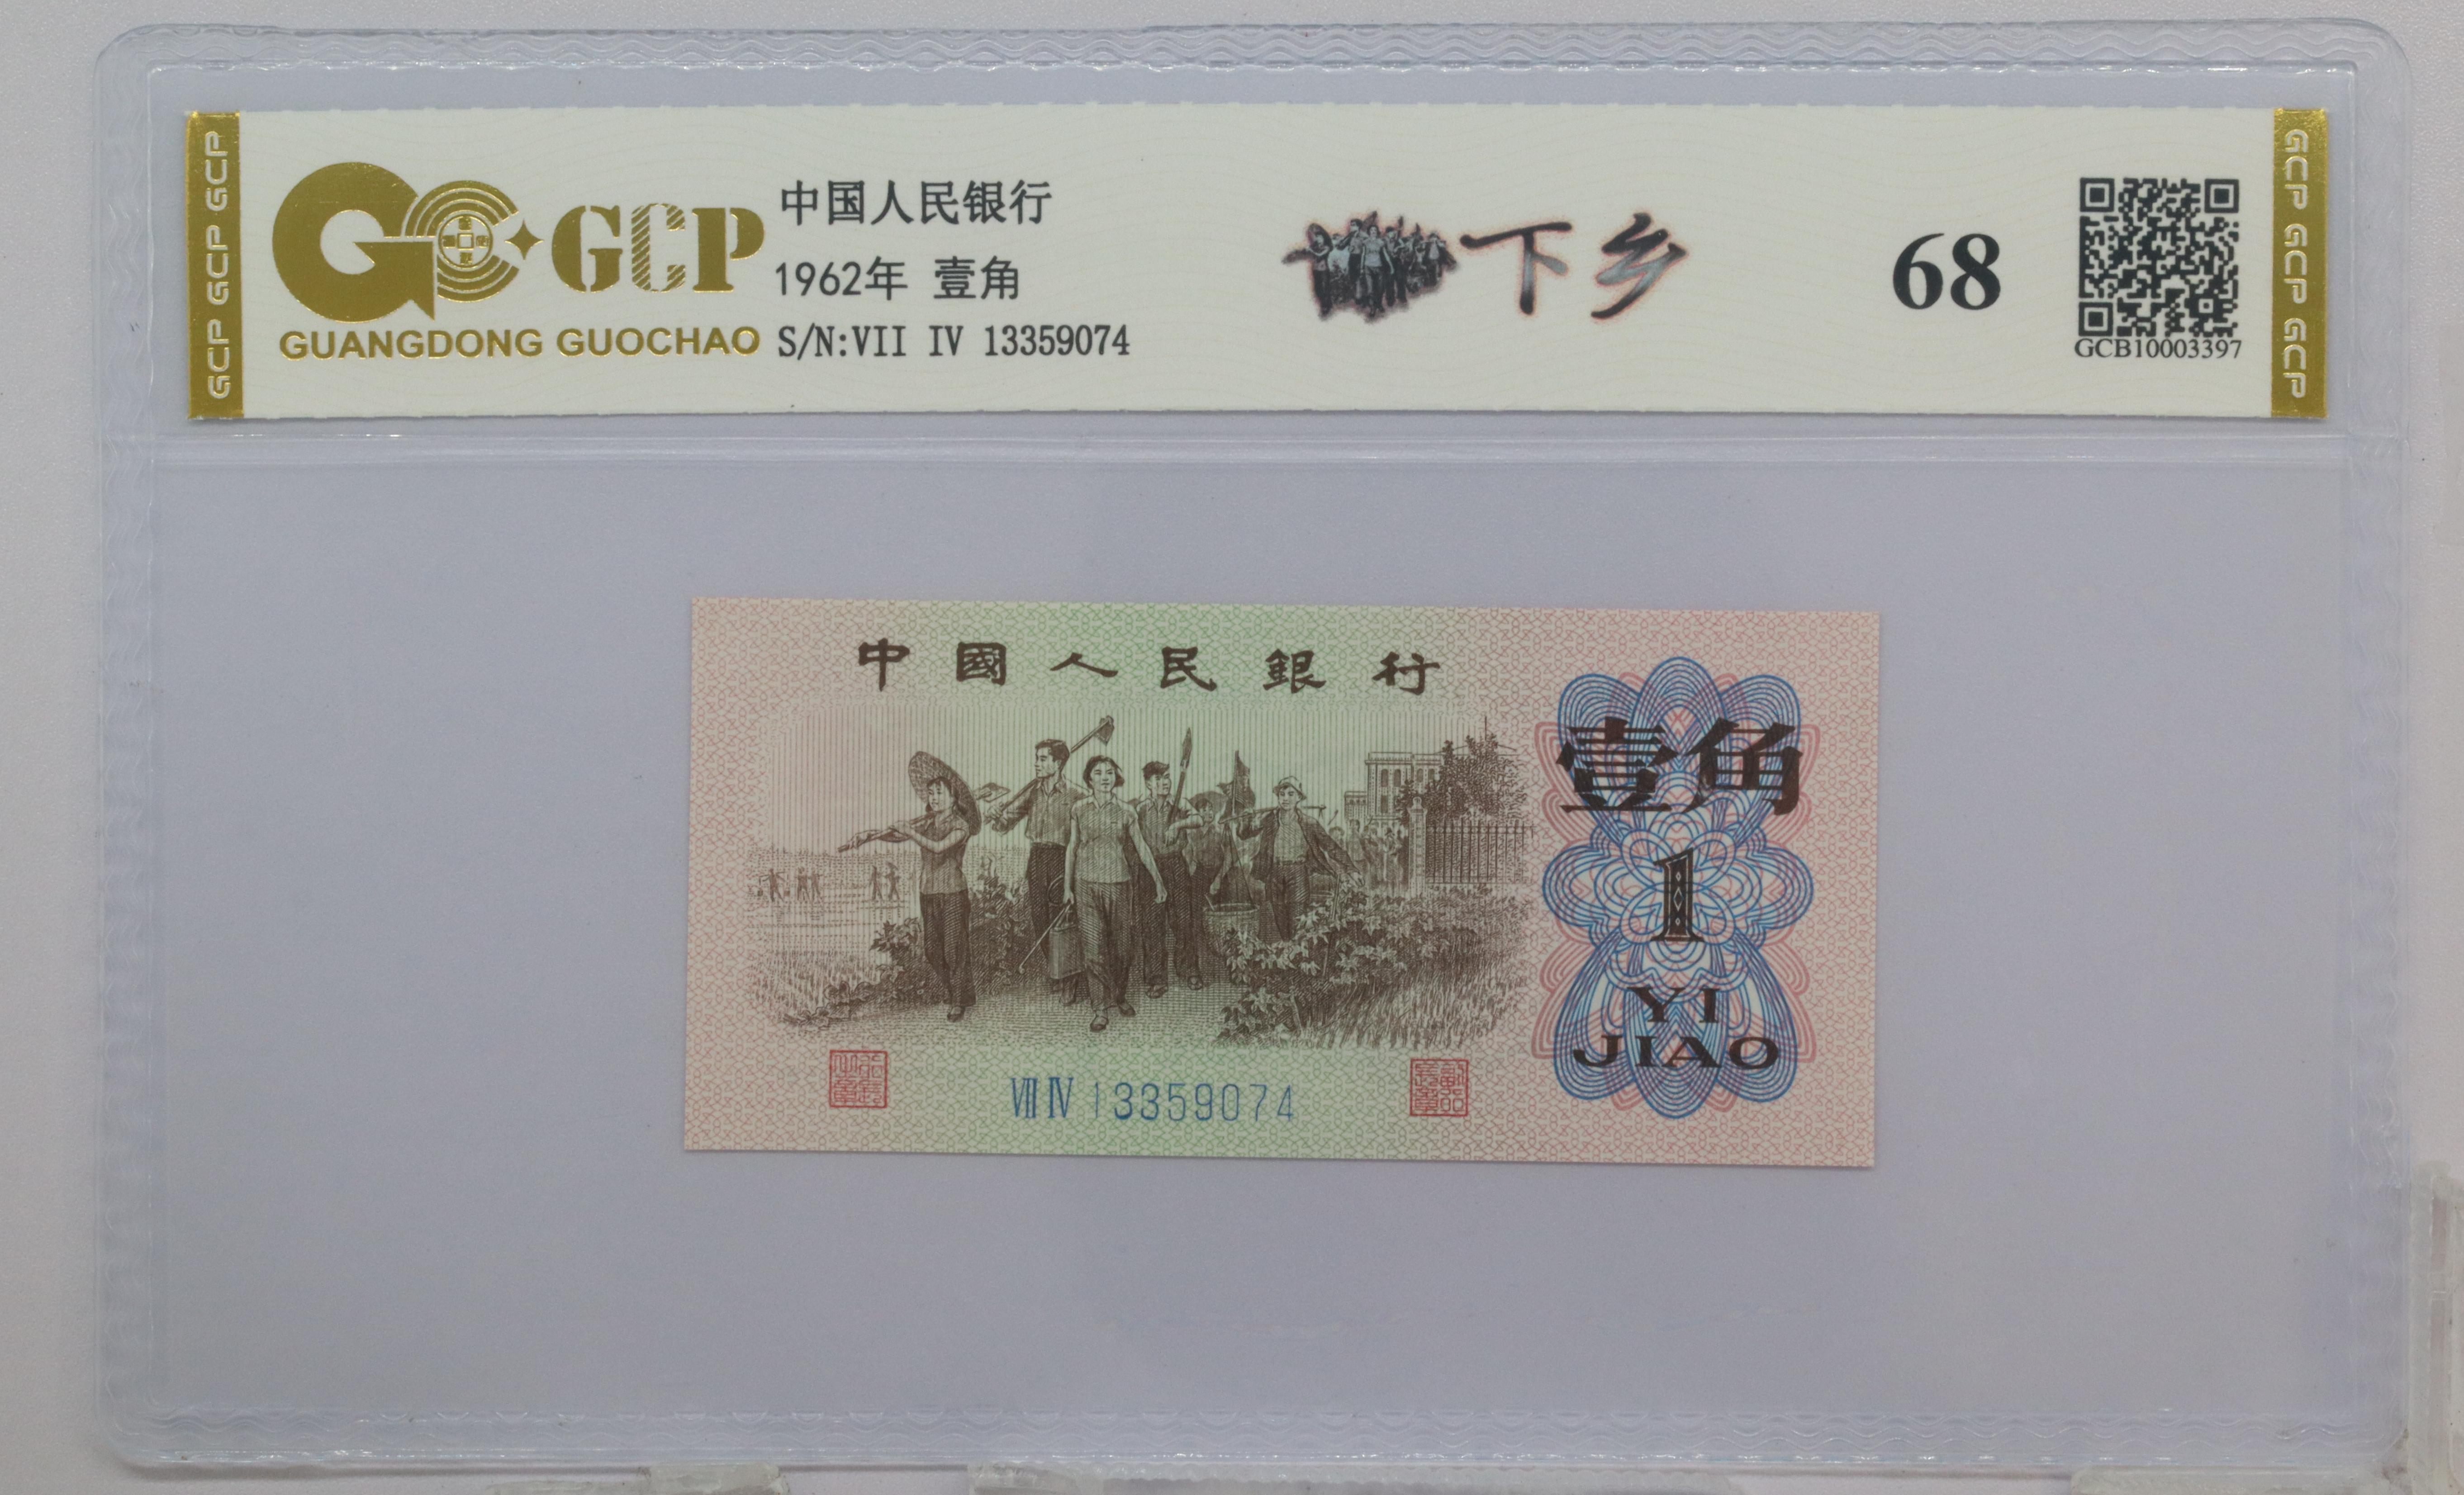 GCP GCP GCP
GCP
GUANGDONG GUOCHAO
中国人民银行
1962年 壹角
S/N:VII IV 13359074
下乡
68
GCB10003397
GCP GCP GCP
中國人民銀行
壹角
1
YI
JIAO
VII IV 13359074